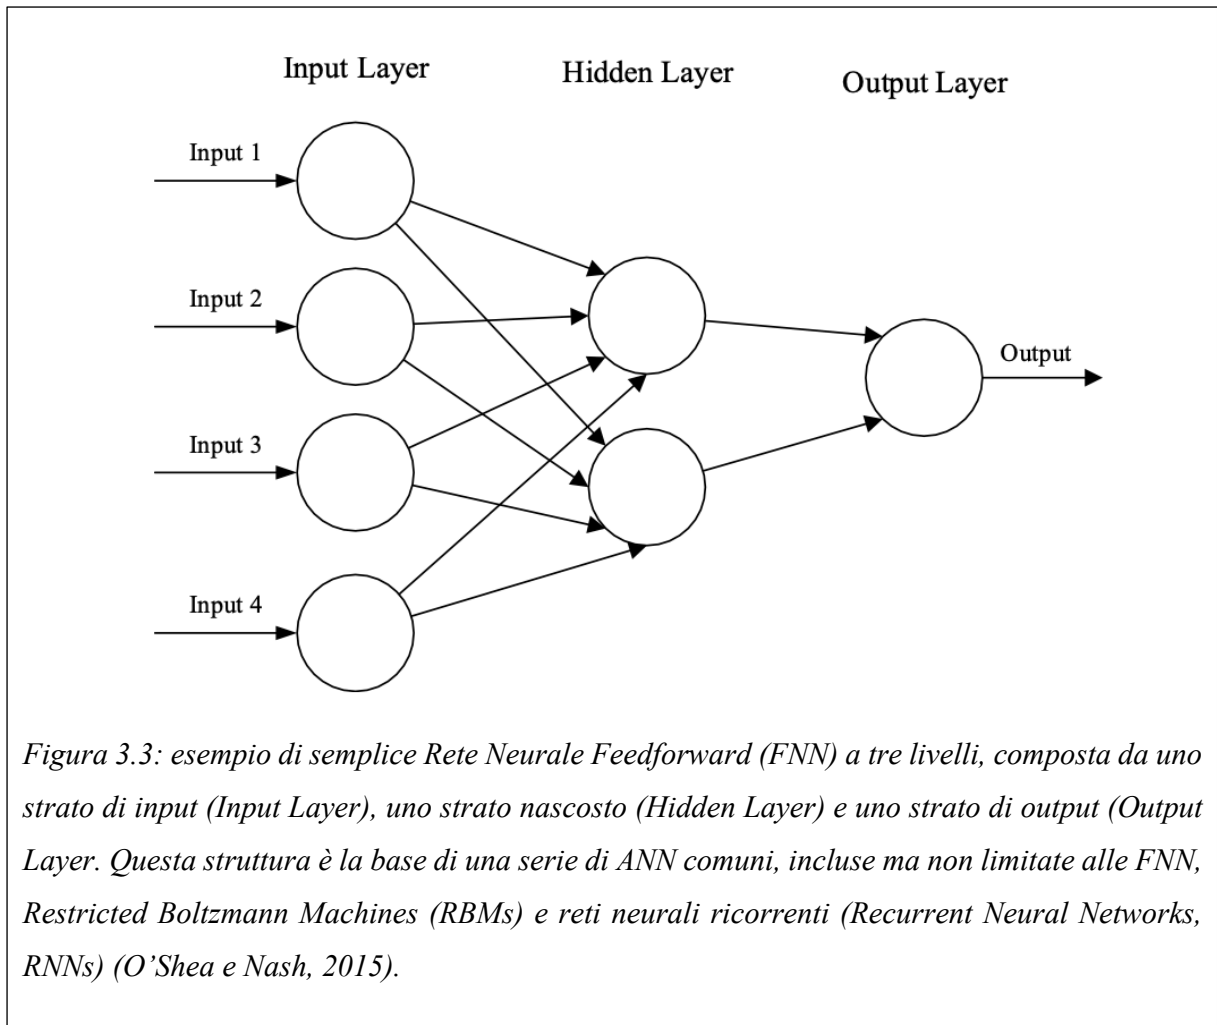 Input Layer
Hidden Layer
Output Layer
Input 1
Input 2
Input 3
Output
Input 4
Figura 3.3: esempio di semplice Rete Neurale Feedforward (FNN) a tre livelli, composta da uno
strato di input (Input Layer), uno strato nascosto (Hidden Layer) e uno strato di output (Output
Layer. Questa struttura è la base di una serie di ANN comuni, incluse ma non limitate alle FNN,
Restricted Boltzmann Machines (RBMs) e reti neurali ricorrenti (Recurrent Neural Networks,
RNNs) (O’Shea e Nash, 2015).